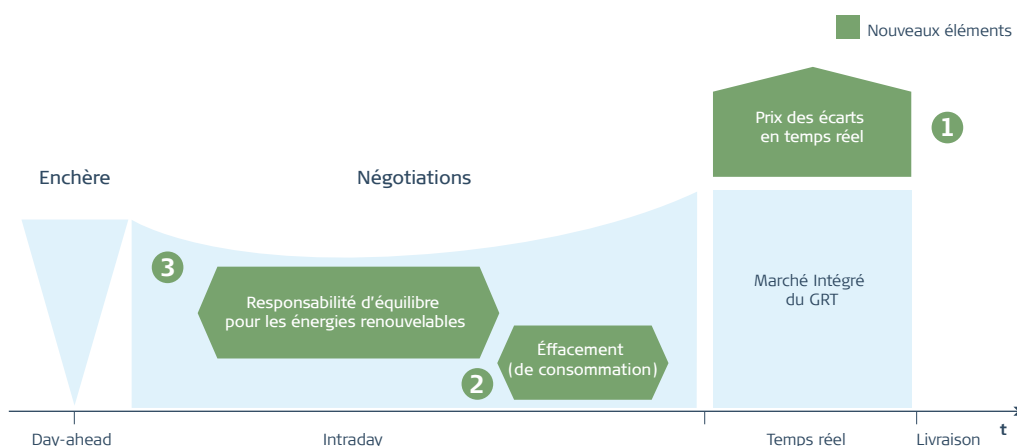 Nouveaux éléments
Prix des écarts
en temps réel
1
Enchère
Négotiations
3
Responsabilité d'équilibre
pour les énergies renouvelables
Marché Intégré
du GRT
2
Éffacement
(de consommation)
t
Day-ahead
Intraday
Temps réel
Livraison